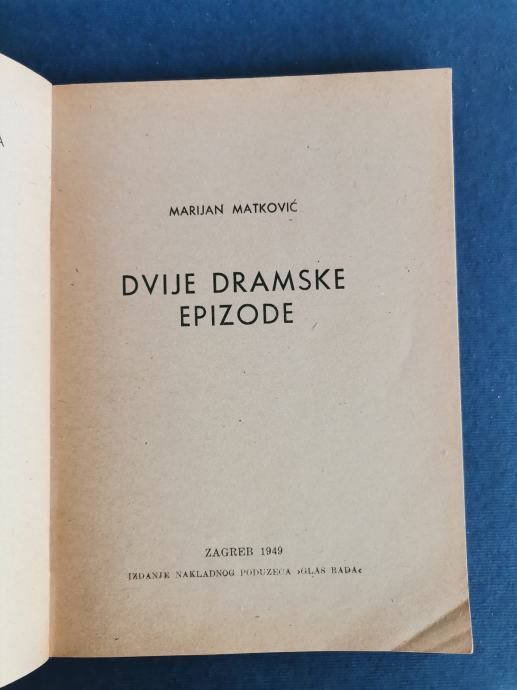 A
MARIJAN MATKOVIĆ
DVIJE DRAMSKE
EPIZODE
ZAGREB 1949
IZDANJE NAKLADNOG PODUZEĆA »GLAS RADA«